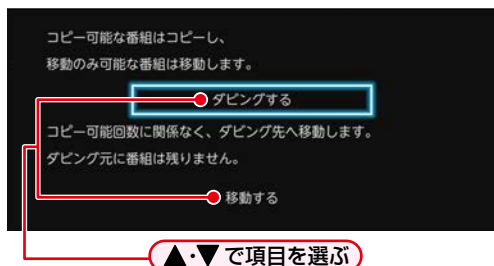 コピー可能な番組はコピーし、
移動のみ可能な番組は移動します。
ダビングする
コピー可能回数に関係なく、ダビング先へ移動します。
ダビング元に番組は残りません。
移動する
▲・▼で項目を選ぶ